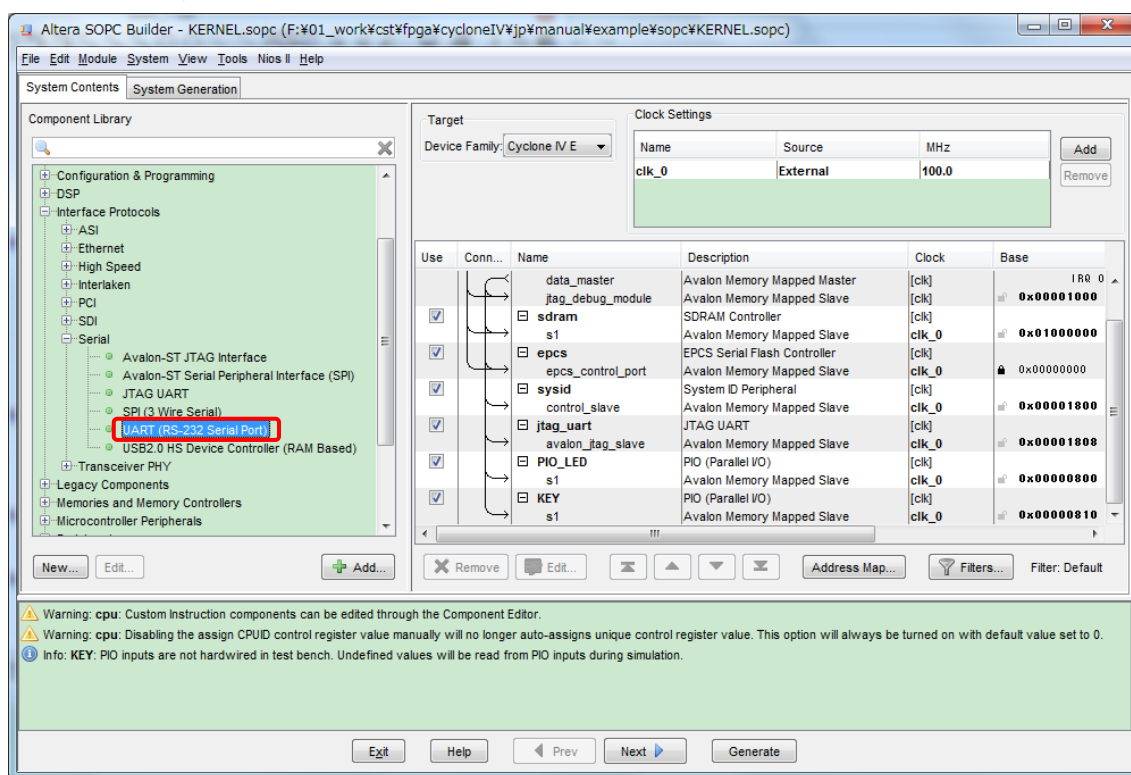 Altera SOPC Builder - KERNEL.sopc (F:¥01_work¥cst¥fpga¥cycloneIV¥jp¥manual¥example¥sopc¥KERNEL.sopc)
File Edit Module System View Tools Nios II Help
System Contents System Generation
Component Library
Configuration & Programming
DSP
Interface Protocols
ASI
Ethernet
High Speed
Interlaken
PCI
SDI
Serial
Avalon-ST JTAG Interface
Avalon-ST Serial Peripheral Interface (SPI)
JTAG UART
SPI (3 Wire Serial)
UART (RS-232 Serial Port)
USB2.0 HS Device Controller (RAM Based)
Transceiver PHY
Legacy Components
Memories and Memory Controllers
Microcontroller Peripherals
New... Edit... Add...
Target
Device Family: Cyclone IV E
Clock Settings
Name Source MHz
clk_0 External 100.0
Add
Remove
Use Conn... Name Description Clock Base
data_master Avalon Memory Mapped Master [clk] IRQ 0
jtag_debug_module Avalon Memory Mapped Slave [clk] 0x00001000
sdram SDRAM Controller [clk]
s1 Avalon Memory Mapped Slave clk_0 0x01000000
epcs EPCS Serial Flash Controller [clk]
epcs_control_port Avalon Memory Mapped Slave clk_0 0x00000000
sysid System ID Peripheral [clk]
control_slave Avalon Memory Mapped Slave clk_0 0x00001800
jtag_uart JTAG UART [clk]
avalon_jtag_slave Avalon Memory Mapped Slave clk_0 0x00001808
PIO_LED PIO (Parallel I/O) [clk]
s1 Avalon Memory Mapped Slave clk_0 0x00000800
KEY PIO (Parallel I/O) [clk]
s1 Avalon Memory Mapped Slave clk_0 0x00000810
Remove Edit... Address Map... Filters... Filter: Default
Warning: cpu: Custom Instruction components can be edited through the Component Editor.
Warning: cpu: Disabling the assign CPUID control register value manually will no longer auto-assigns unique control register value. This option will always be turned on with default value set to 0.
Info: KEY: PIO inputs are not hardwired in test bench. Undefined values will be read from PIO inputs during simulation.
Exit Help Prev Next Generate